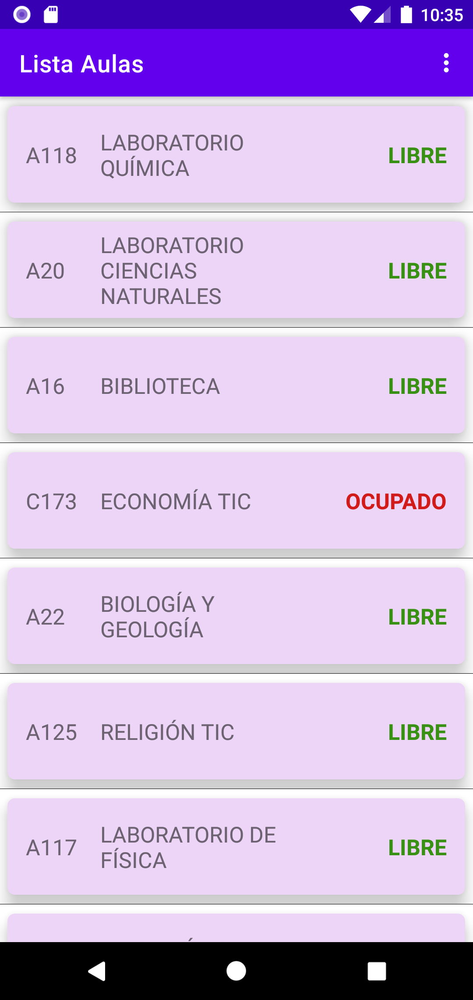 10:35
Lista Aulas
A118
LABORATORIO
QUÍMICA
LIBRE
A20
LABORATORIO
CIENCIAS
NATURALES
LIBRE
A16
BIBLIOTECA
LIBRE
C173
ECONOMÍA TIC
OCUPADO
A22
BIOLOGÍA Y
GEOLOGÍA
LIBRE
A125
RELIGIÓN TIC
LIBRE
A117
LABORATORIO DE
FÍSICA
LIBRE